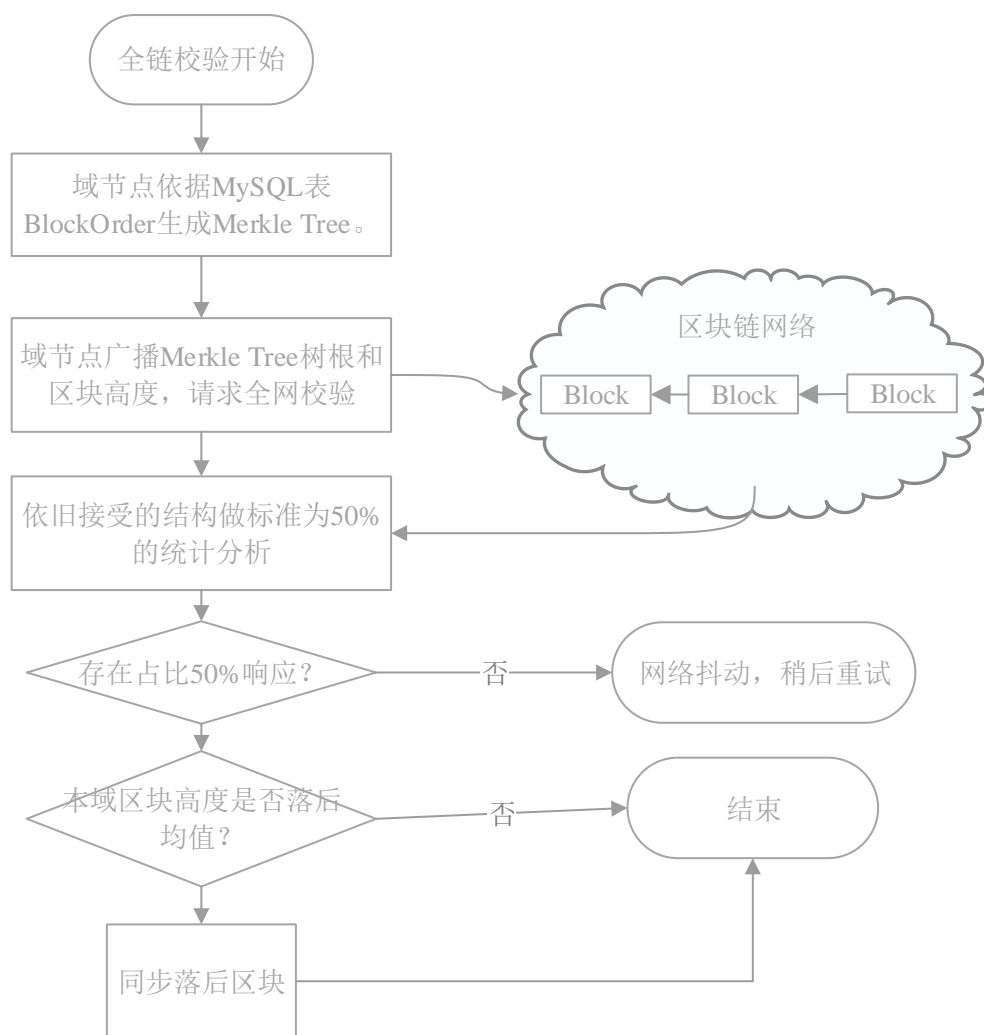 全链校验开始
域节点依据MySQL表
BlockOrder生成Merkle Tree。
域节点广播Merkle Tree树根和
区块高度，请求全网校验
区块链网络
Block
Block
Block
依旧接受的结构做标准为50%
的统计分析
存在占比50%响应？
否
网络抖动，稍后重试
本域区块高度是否落后
均值？
否
结束
同步落后区块